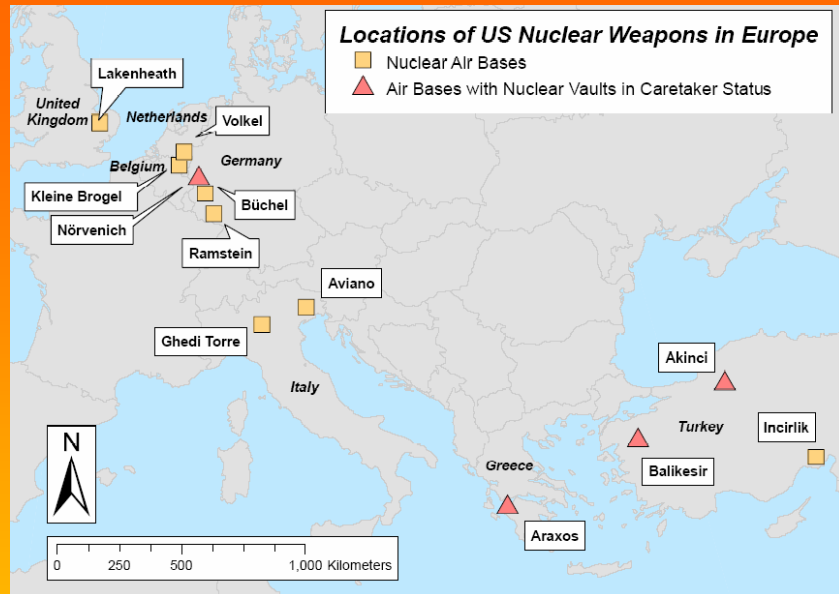 Locations of US Nuclear Weapons in Europe
Nuclear Air Bases
Air Bases with Nuclear Vaults in Caretaker Status
Lakenheath
United
Kingdom
Netherlands
Volkel
Belgium
Germany
Kleine Brogel
Büchel
Nörvenich
Ramstein
Aviano
Ghedi Torre
Italy
Akinci
Turkey
Incirlik
Balikesir
Greece
Araxos
N
0 250 500 1,000 Kilometers